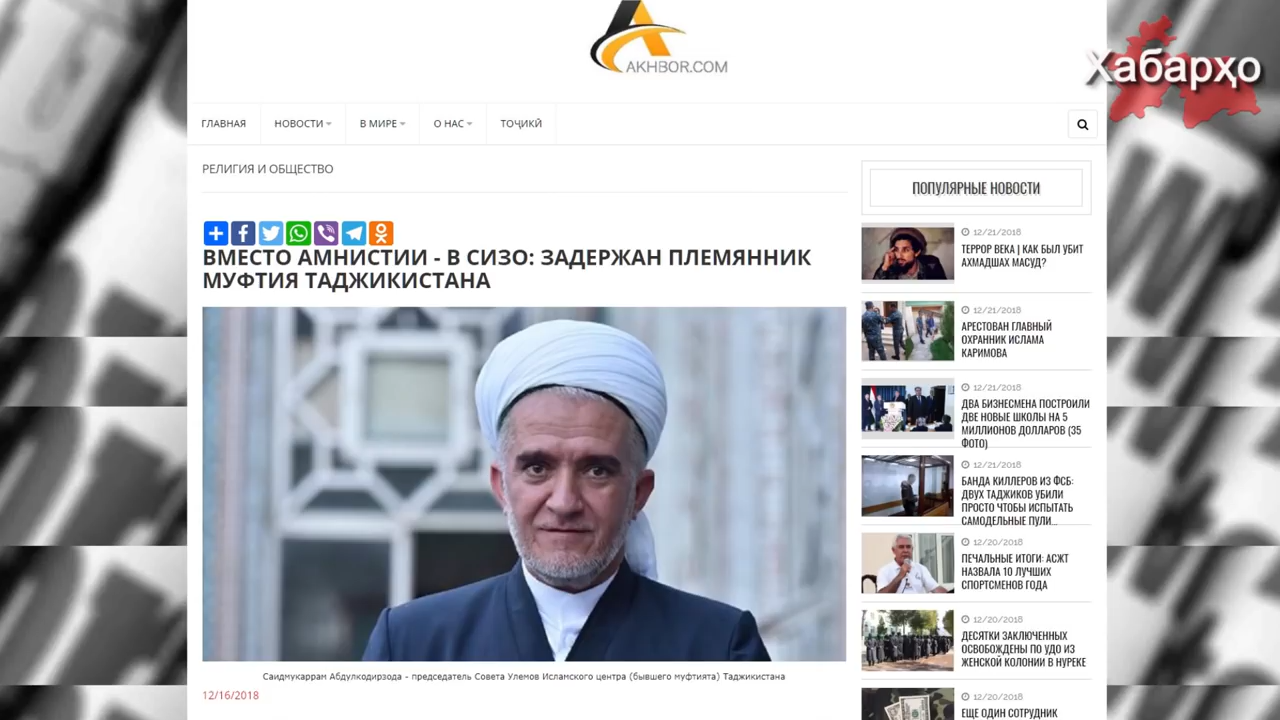 AKHBOR.COM
Хабарҳо
ГЛАВНАЯ
НОВОСТИ
В МИРЕ
О НАС
ТОҶИКӢ
РЕЛИГИЯ И ОБЩЕСТВО
ВМЕСТО АМНИСТИИ - В СИЗО: ЗАДЕРЖАН ПЛЕМЯННИК
МУФТИЯ ТАДЖИКИСТАНА
Саидмукаррам Абдулкодирзода - председатель Совета Улемов Исламского центра (бывшего муфтията) Таджикистана
12/16/2018
ПОПУЛЯРНЫЕ НОВОСТИ
12/21/2018
ТЕРРОР ВЕКА | КАК БЫЛ УБИТ
АХМАДШАХ МАСУД?
12/21/2018
АРЕСТОВАН ГЛАВНЫЙ
ОХРАННИК ИСЛАМА
КАРИМОВА
12/21/2018
ДВА БИЗНЕСМЕНА ПОСТРОИЛИ
ДВЕ НОВЫЕ ШКОЛЫ НА 5
МИЛЛИОНОВ ДОЛЛАРОВ (35
ФОТО)
12/21/2018
БАНДА КИЛЛЕРОВ ИЗ ФСБ:
ДВУХ ТАДЖИКОВ УБИЛИ
ПРОСТО ЧТОБЫ ИСПЫТАТЬ
САМОДЕЛЬНЫЕ ПУЛИ...
12/20/2018
ПЕЧАЛЬНЫЕ ИТОГИ: АСЖТ
НАЗВАЛА 10 ЛУЧШИХ
СПОРТСМЕНОВ ГОДА
12/20/2018
ДЕСЯТКИ ЗАКЛЮЧЕННЫХ
ОСВОБОЖДЕНЫ ПО УДО ИЗ
ЖЕНСКОЙ КОЛОНИИ В НУРЕКЕ
12/20/2018
ЕЩЕ ОДИН СОТРУДНИК